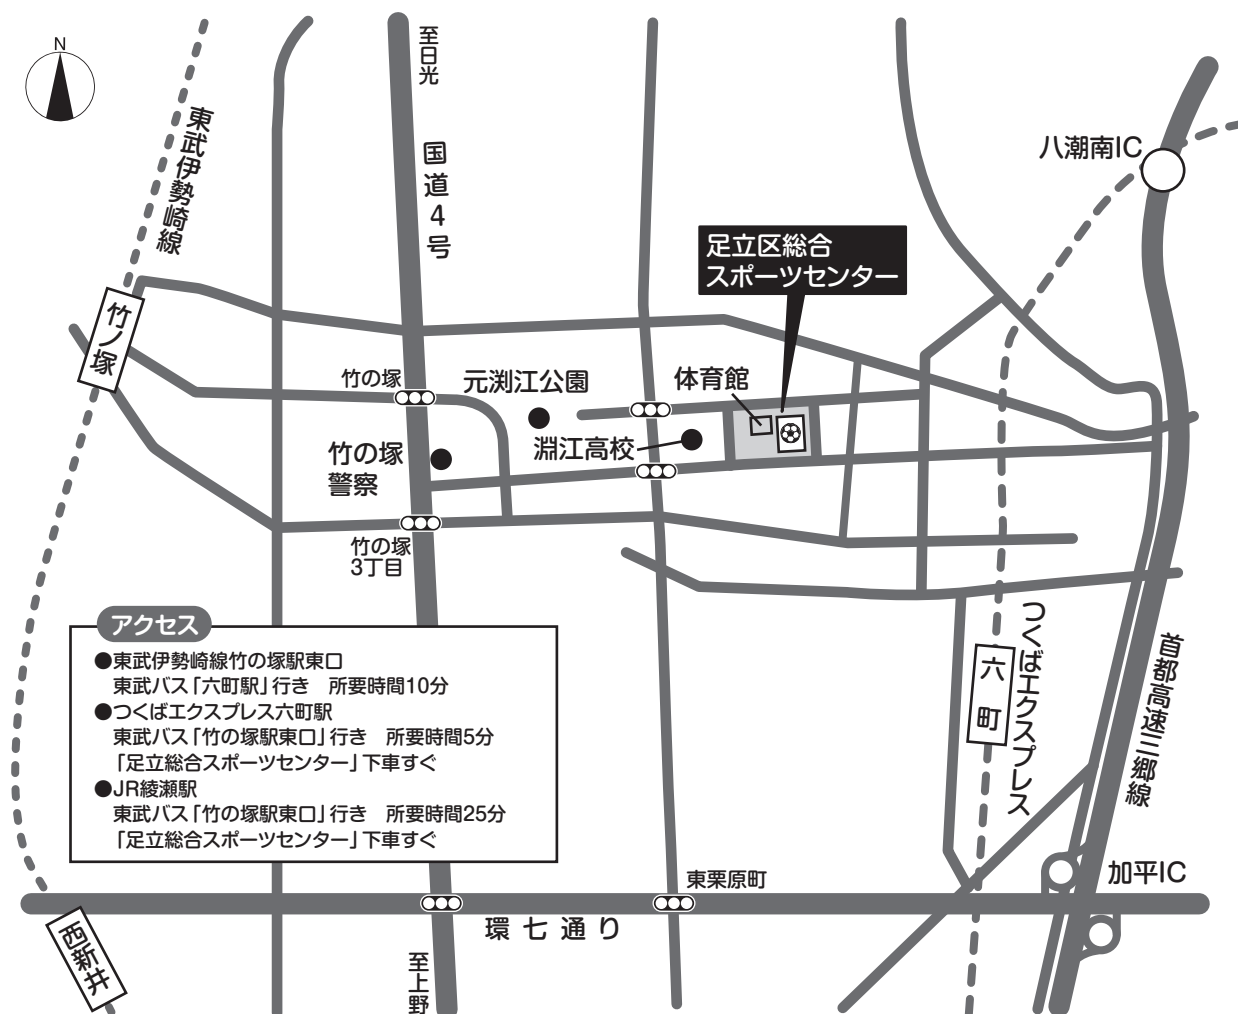 N
至日光
東武伊勢崎線
国道4号
八潮南IC
足立区総合
スポーツセンター
竹ノ塚
竹の塚
元渕江公園
体育館
淵江高校
竹の塚
警察
竹の塚
3丁目
アクセス
●東武伊勢崎線竹の塚駅東口
東武バス「六町駅」行き　所要時間10分
●つくばエクスプレス六町駅
東武バス「竹の塚駅東口」行き　所要時間5分
「足立総合スポーツセンター」下車すぐ
●JR綾瀬駅
東武バス「竹の塚駅東口」行き　所要時間25分
「足立総合スポーツセンター」下車すぐ
つくばエクスプレス
六町
首都高速三郷線
加平IC
東栗原町
環七通り
西新井
至上野